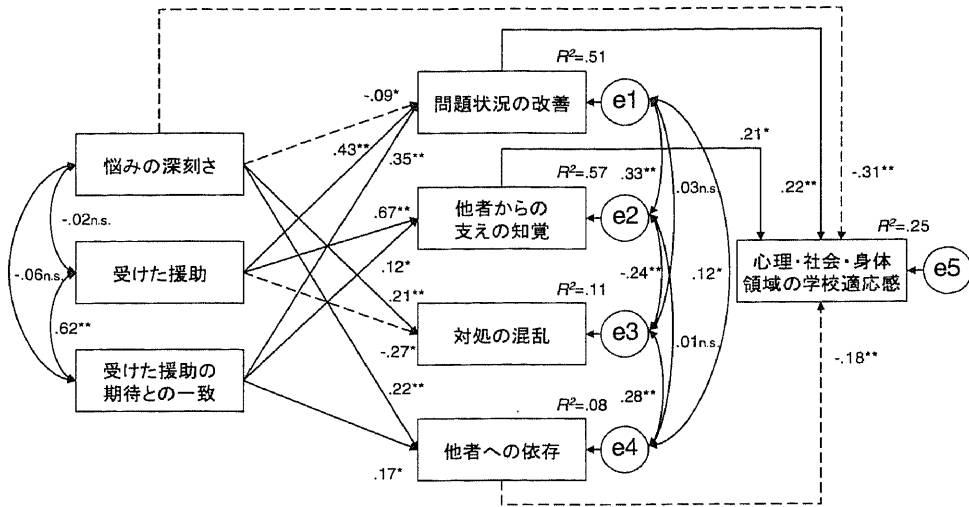 R²=.51
-.09*
問題状況の改善
e1
悩みの深刻さ
.43**
.35**
.21*
R²=.57
.33**
.03n.s.
.22**
-.31**
-.02n.s.
.67**
他者からの
支えの知覚
e2
R²=.25
-.06n.s.
受けた援助
.12*
-.24**
.12*
心理・社会・身体
領域の学校適応感
e5
.21**
R²=.11
.62**
-.27*
対処の混乱
e3
.01n.s.
-.18**
受けた援助の
期待との一致
.22**
R²=.08
.28**
他者への依存
e4
.17*